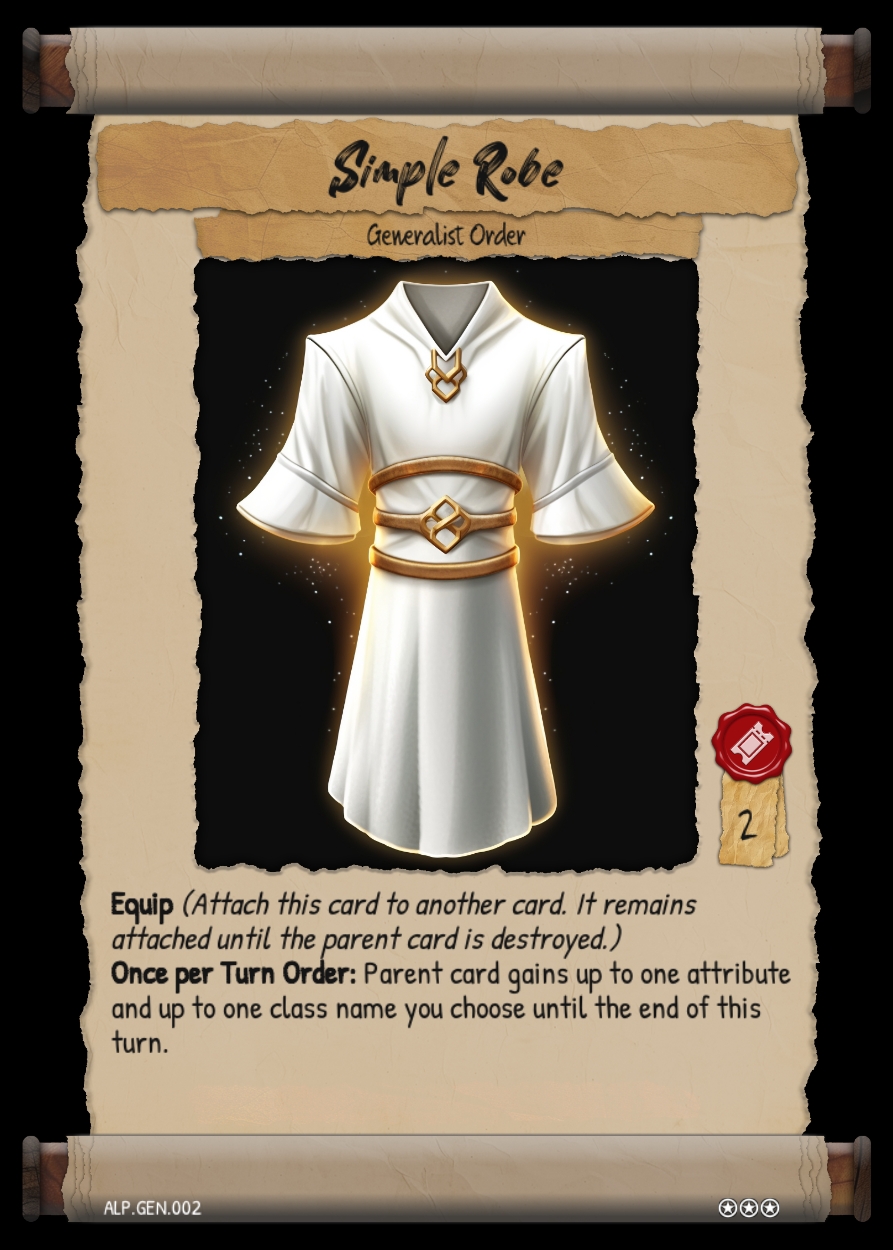 Simple Robe
Generalist Order
2
Equip (Attach this card to another card. It remains
attached until the parent card is destroyed.)
Once per Turn Order: Parent card gains up to one attribute
and up to one class name you choose until the end of this
turn.
ALP.GEN.002